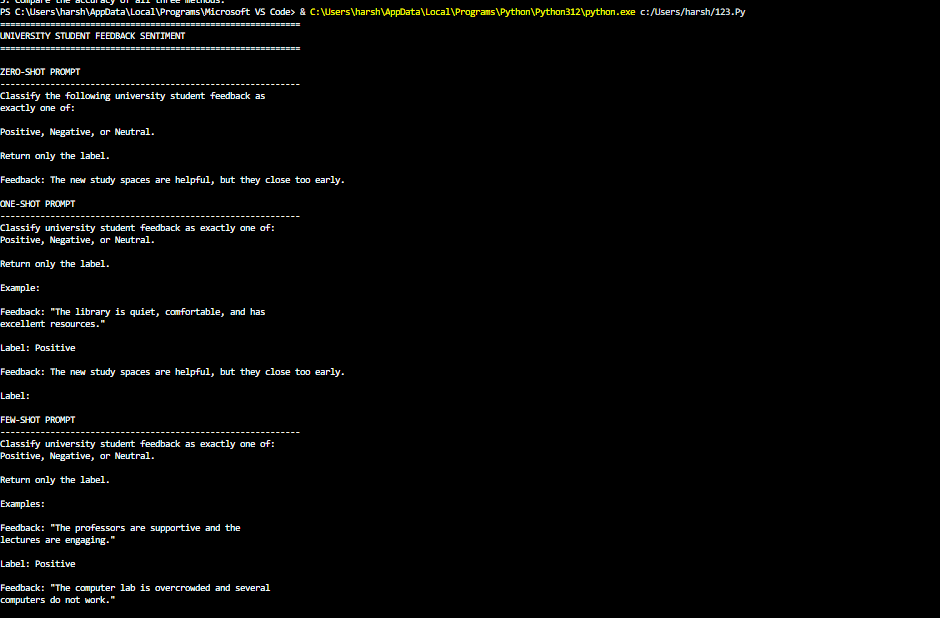 3. Compare the accuracy of all three methods.
PS C:\Users\harsh\AppData\Local\Programs\Microsoft VS Code> & C:\Users\harsh\AppData\Local\Programs\Python\Python312\python.exe c:/Users/harsh/123.Py
============================================================
UNIVERSITY STUDENT FEEDBACK SENTIMENT
============================================================
ZERO-SHOT PROMPT
------------------------------------------------------------
Classify the following university student feedback as
exactly one of:
Positive, Negative, or Neutral.
Return only the label.
Feedback: The new study spaces are helpful, but they close too early.
ONE-SHOT PROMPT
------------------------------------------------------------
Classify university student feedback as exactly one of:
Positive, Negative, or Neutral.
Return only the label.
Example:
Feedback: "The library is quiet, comfortable, and has
excellent resources."
Label: Positive
Feedback: The new study spaces are helpful, but they close too early.
Label:
FEW-SHOT PROMPT
------------------------------------------------------------
Classify university student feedback as exactly one of:
Positive, Negative, or Neutral.
Return only the label.
Examples:
Feedback: "The professors are supportive and the
lectures are engaging."
Label: Positive
Feedback: "The computer lab is overcrowded and several
computers do not work."